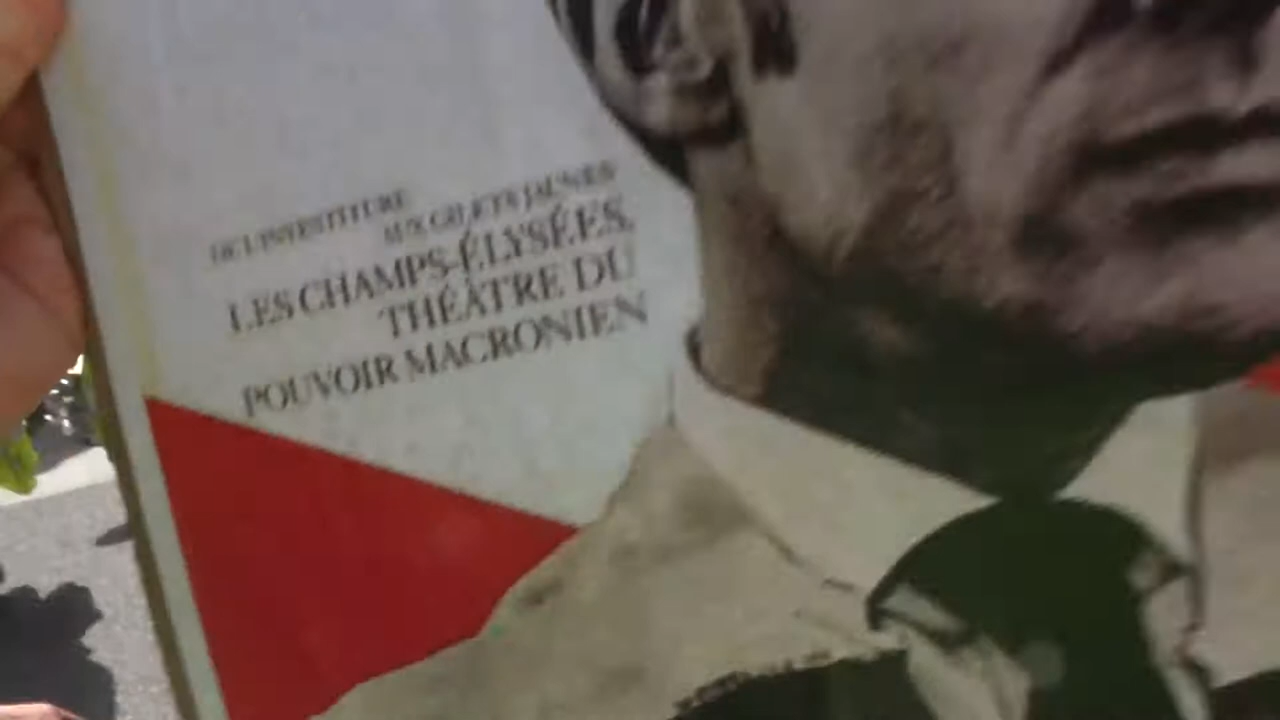 DE L'INVESTITURE
AUX GILETS JAUNES
LES CHAMPS-ÉLYSÉES,
THÉÂTRE DU
POUVOIR MACRONIEN